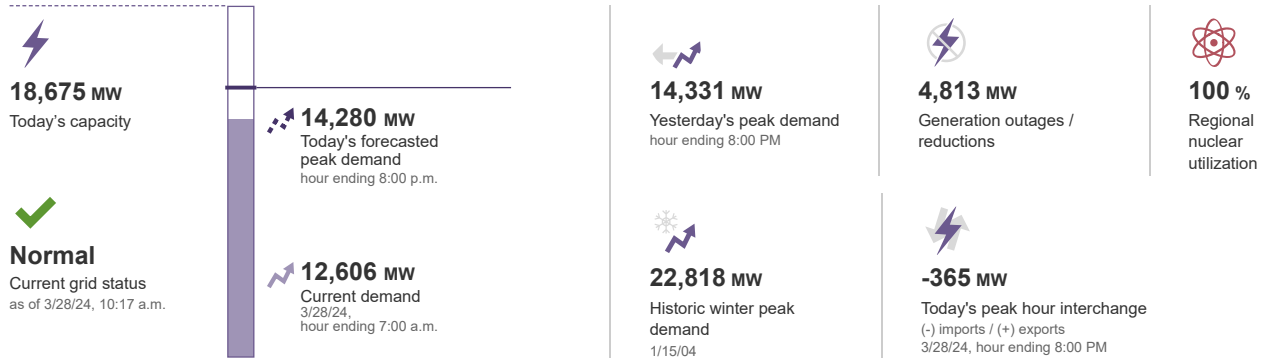 18,675 MW
Today’s capacity
Normal
Current grid status
as of 3/28/24, 10:17 a.m.
14,280 MW
Today's forecasted
peak demand
hour ending 8:00 p.m.
12,606 MW
Current demand
3/28/24,
hour ending 7:00 a.m.
14,331 MW
Yesterday's peak demand
hour ending 8:00 PM
4,813 MW
Generation outages /
reductions
100 %
Regional
nuclear
utilization
22,818 MW
Historic winter peak
demand
1/15/04
-365 MW
Today's peak hour interchange
(-) imports / (+) exports
3/28/24, hour ending 8:00 PM